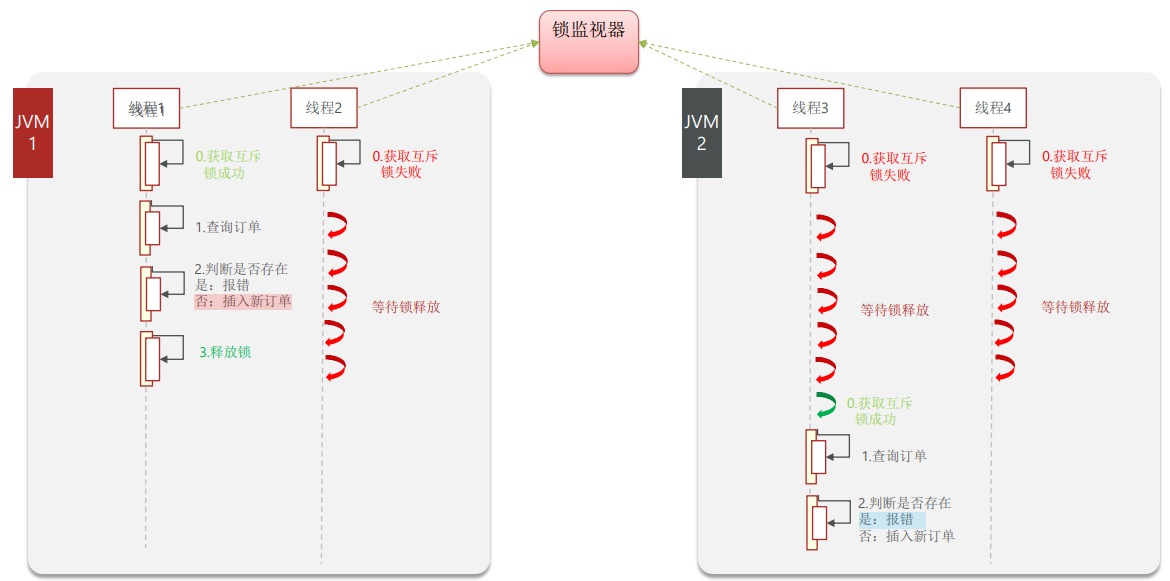 锁监视器
JVM
1
线程1
线程2
0.获取互斥
锁成功
1.查询订单
2.判断是否存在
是：报错
否：插入新订单
3.释放锁
0.获取互斥
锁失败
等待锁释放
JVM
2
线程3
线程4
0.获取互斥
锁失败
等待锁释放
0.获取互斥
锁成功
1.查询订单
2.判断是否存在
是：报错
否：插入新订单
0.获取互斥
锁失败
等待锁释放